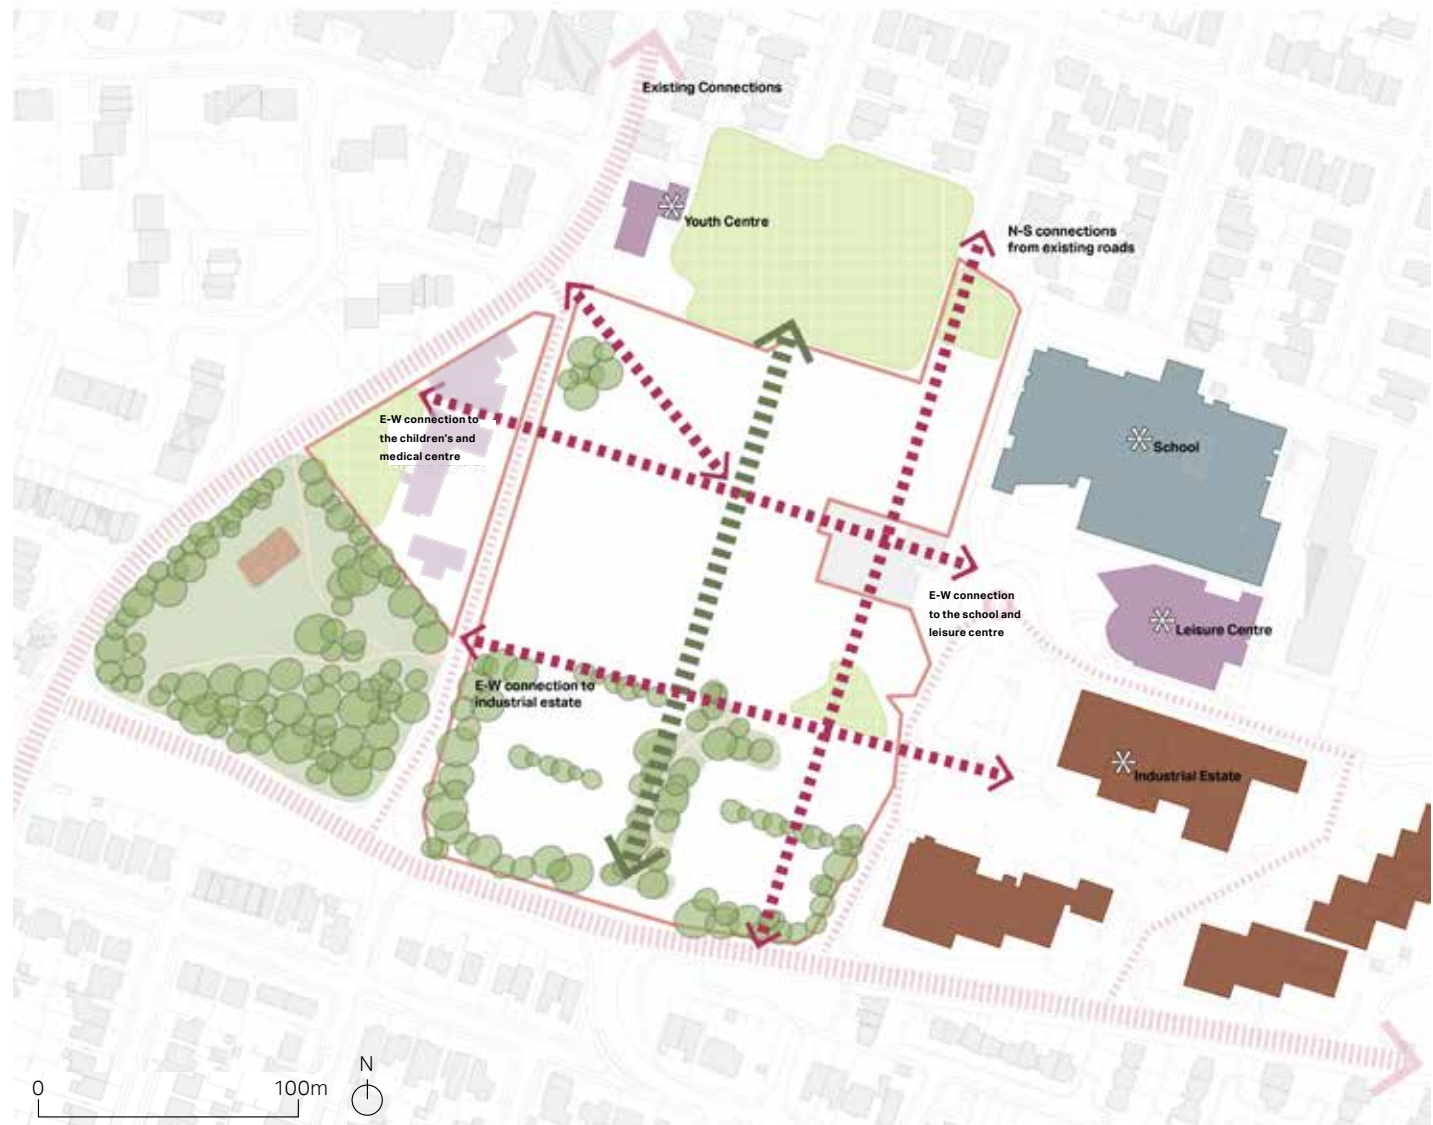 Existing Connections
Youth Centre
N-S connections
from existing roads
E-W connection to
the children's and
medical centre
School
E-W connection
to the school and
leisure centre
Leisure Centre
E-W connection to
industrial estate
Industrial Estate
N
0 100m